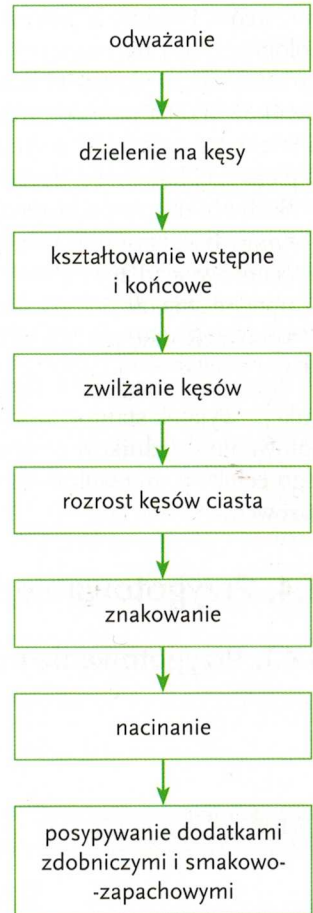 odważanie
dzielenie na kęsy
kształtowanie wstępne
i końcowe
zwilżanie kęsów
rozrost kęsów ciasta
znakowanie
nacinanie
posypywanie dodatkami
zdobniczymi i smakowo-
-zapachowymi